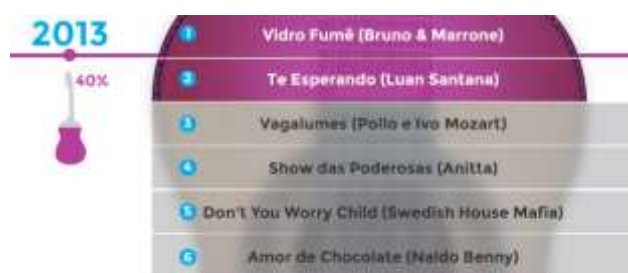 2013
40%
1 Vidro Fumê (Bruno & Marrone)
2 Te Esperando (Luan Santana)
3 Vagalumes (Pollo e Ivo Mozart)
4 Show das Poderosas (Anitta)
5 Don't You Worry Child (Swedish House Mafia)
6 Amor de Chocolate (Naldo Benny)